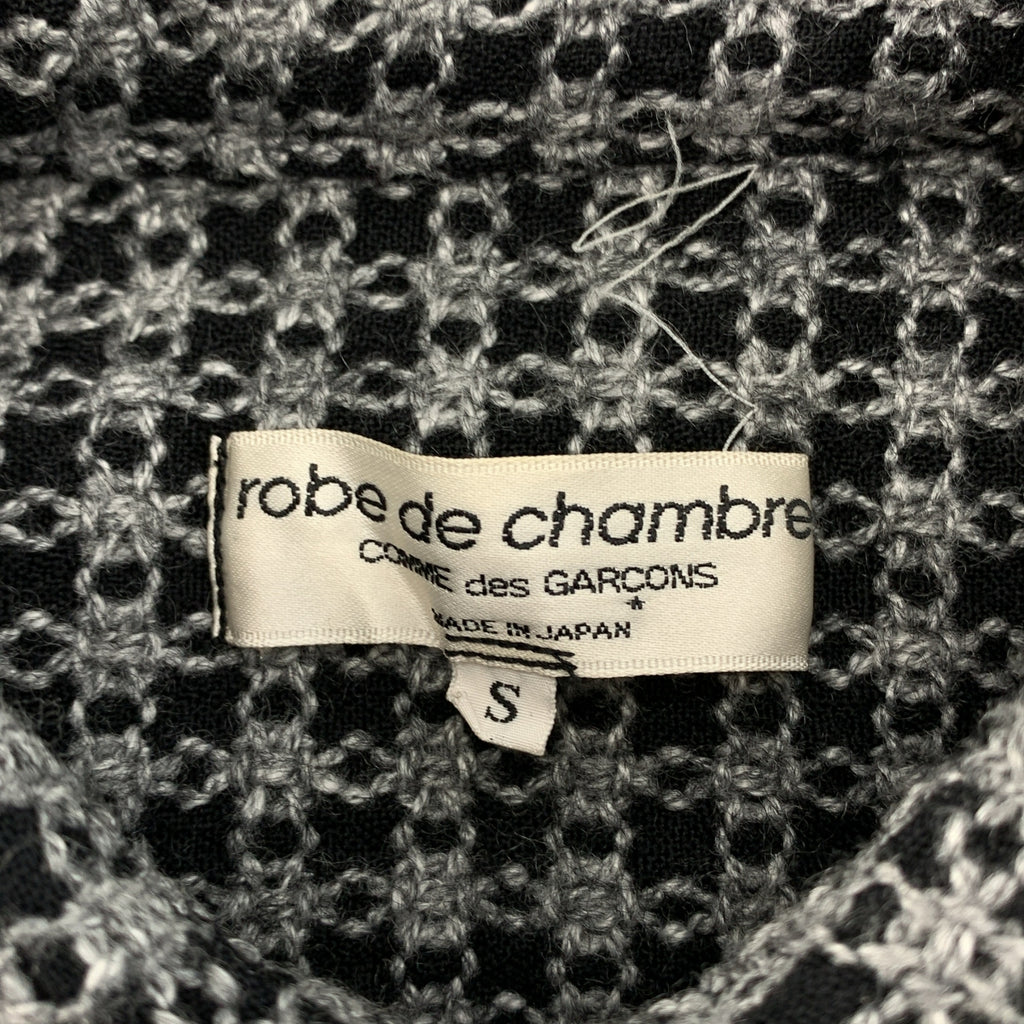 robe de chambre
COMME des GARÇONS
*
MADE IN JAPAN
S